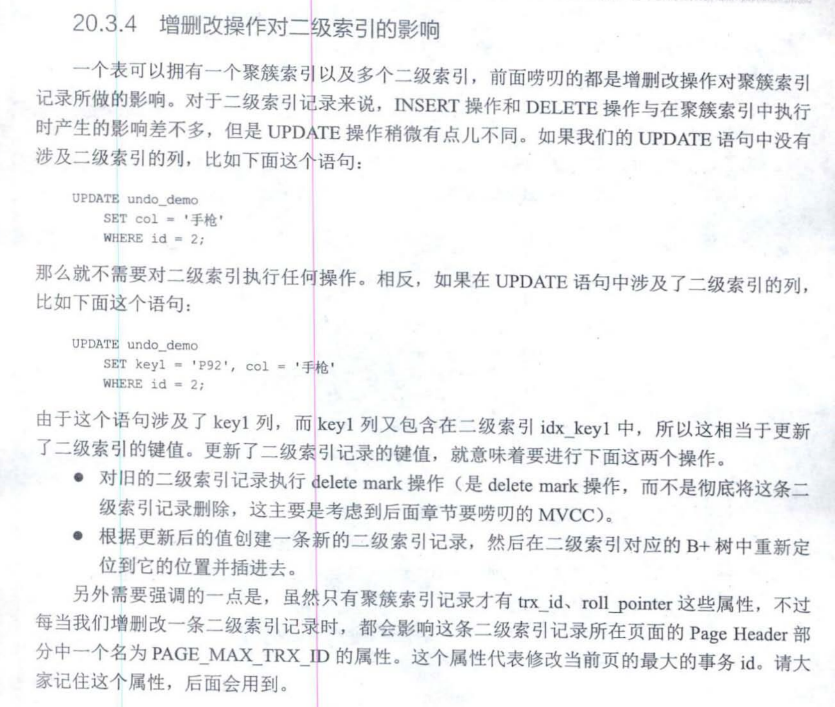 20.3.4 增删改操作对二级索引的影响
一个表可以拥有一个聚簇索引以及多个二级索引，前面唠叨的都是增删改操作对聚簇索引
记录所做的影响。对于二级索引记录来说，INSERT 操作和 DELETE 操作与在聚簇索引中执行
时产生的影响差不多，但是 UPDATE 操作稍微有点儿不同。如果我们的 UPDATE 语句中没有
涉及二级索引的列，比如下面这个语句：
UPDATE undo_demo
SET col = '手枪'
WHERE id = 2;
那么就不需要对二级索引执行任何操作。相反，如果在 UPDATE 语句中涉及了二级索引的列，
比如下面这个语句：
UPDATE undo_demo
SET key1 = 'P92', col = '手枪'
WHERE id = 2;
由于这个语句涉及了 key1 列，而 key1 列又包含在二级索引 idx_key1 中，所以这相当于更新
了二级索引的键值。更新了二级索引记录的键值，就意味着要进行下面这两个操作。
● 对旧的二级索引记录执行 delete mark 操作（是 delete mark 操作，而不是彻底将这条二
级索引记录删除，这主要是考虑到后面章节要唠叨的 MVCC）。
● 根据更新后的值创建一条新的二级索引记录，然后在二级索引对应的 B+ 树中重新定
位到它的位置并插进去。
另外需要强调的一点是，虽然只有聚簇索引记录才有 trx_id、roll_pointer 这些属性，不过
每当我们增删改一条二级索引记录时，都会影响这条二级索引记录所在页面的 Page Header 部
分中一个名为 PAGE_MAX_TRX_ID 的属性。这个属性代表修改当前页的最大的事务 id。请大
家记住这个属性，后面会用到。